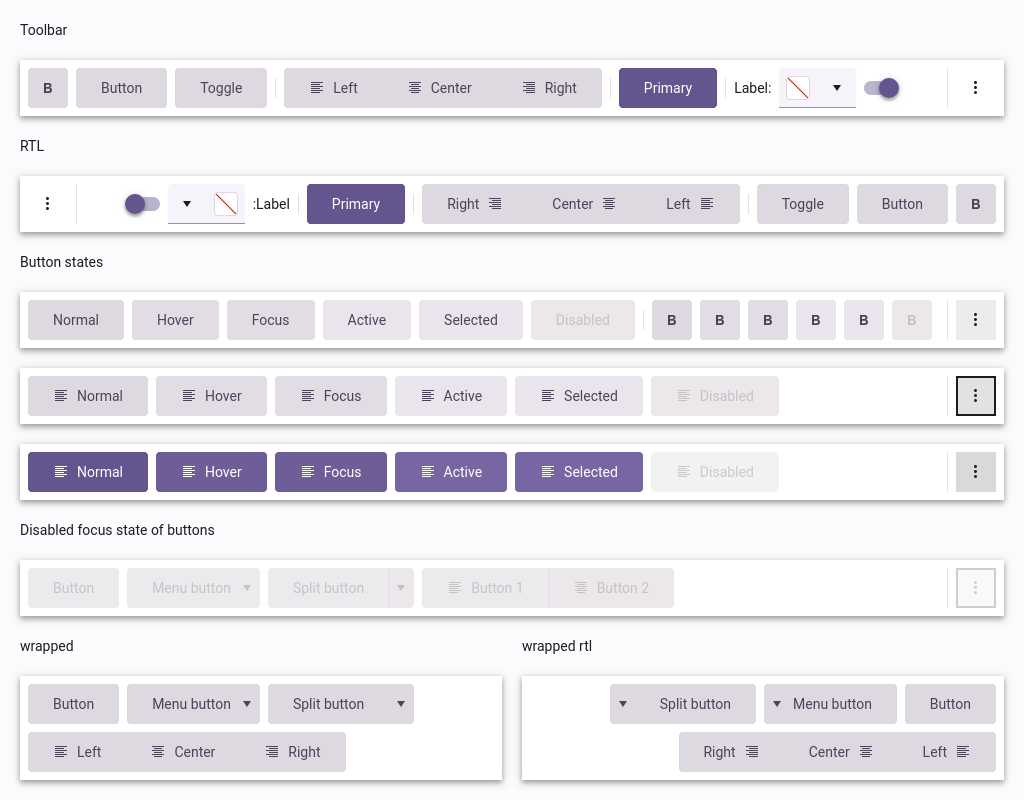 Toolbar
B Button Toggle Left Center Right Primary Label:
RTL
:Label Primary Right Center Left Toggle Button B
Button states
Normal Hover Focus Active Selected Disabled B B B B B B
Normal Hover Focus Active Selected Disabled
Normal Hover Focus Active Selected Disabled
Disabled focus state of buttons
Button Menu button Split button Button 1 Button 2
wrapped
Button Menu button Split button
Left Center Right
wrapped rtl
Split button Menu button Button
Right Center Left